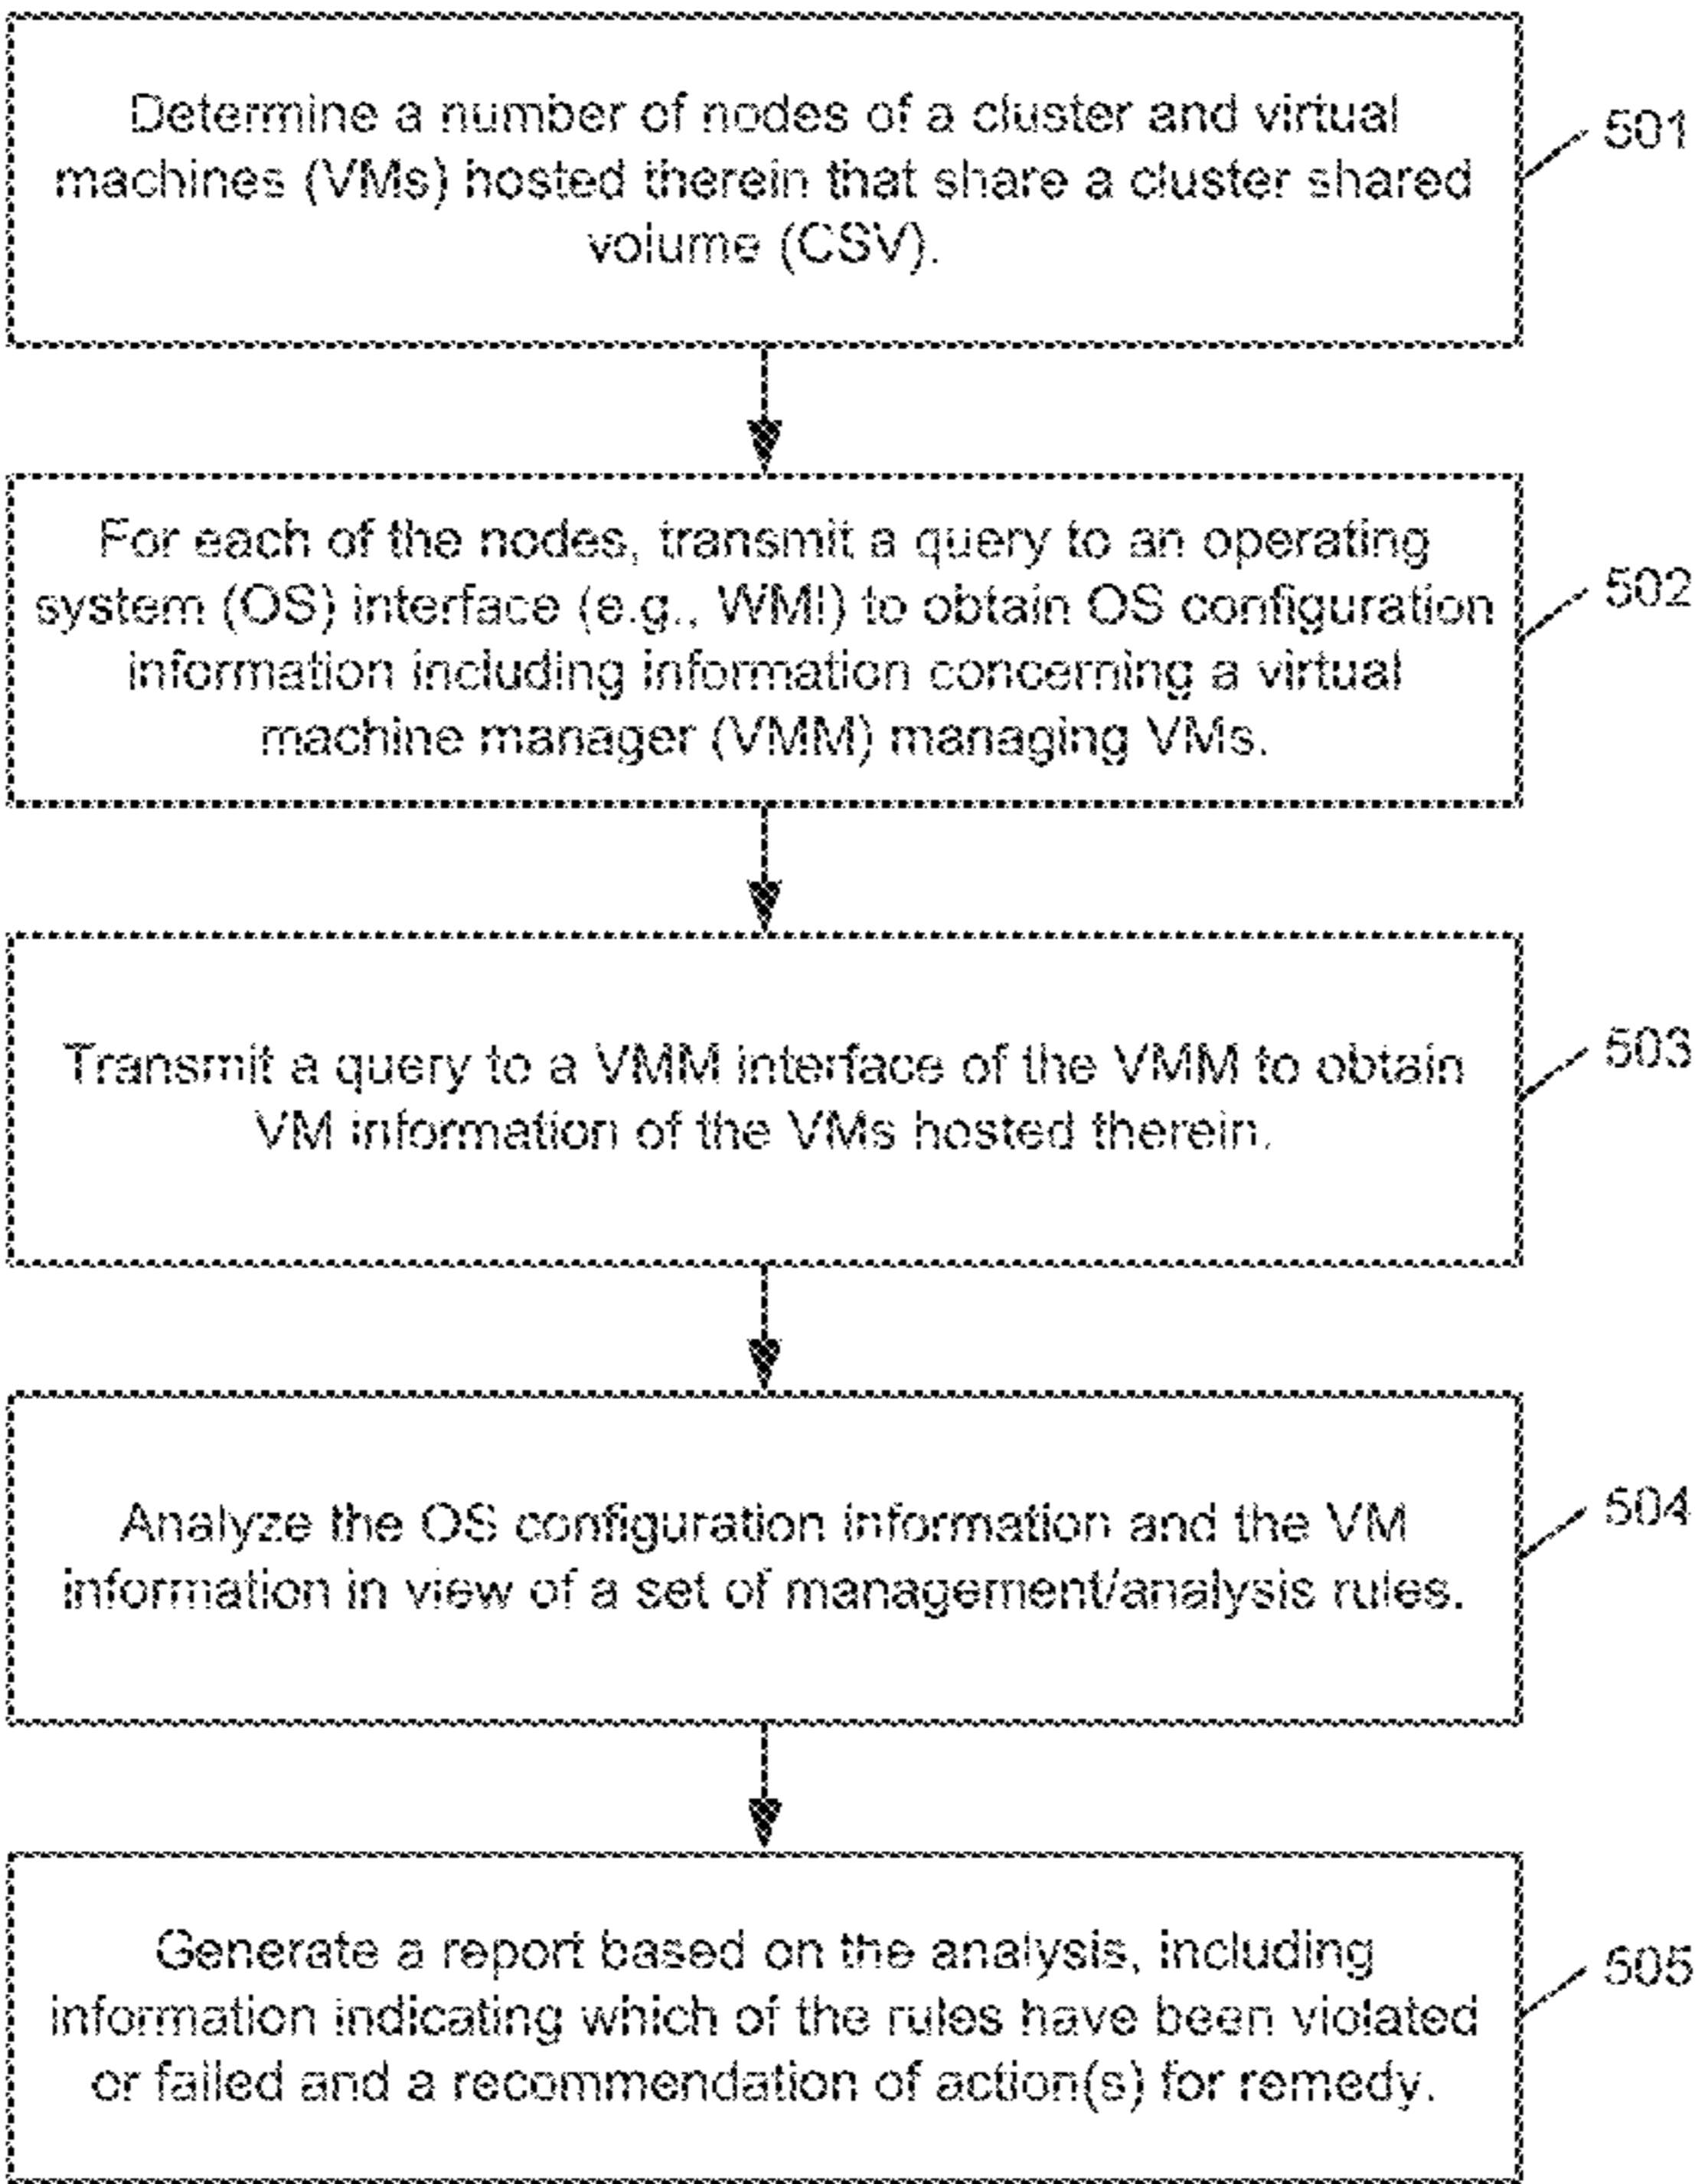 Determine a number of nodes of a cluster and virtual
machines (VMs) hosted therein that share a cluster shared
volume (CSV).
501
For each of the nodes, transmit a query to an operating
system (OS) interface (e.g., WMI) to obtain OS configuration
information including information concerning a virtual
machine manager (VMM) managing VMs.
502
Transmit a query to a VMM interface of the VMM to obtain
VM information of the VMs hosted therein.
503
Analyze the OS configuration information and the VM
information in view of a set of management/analysis rules.
504
Generate a report based on the analysis, including
information indicating which of the rules have been violated
or failed and a recommendation of action(s) for remedy.
505